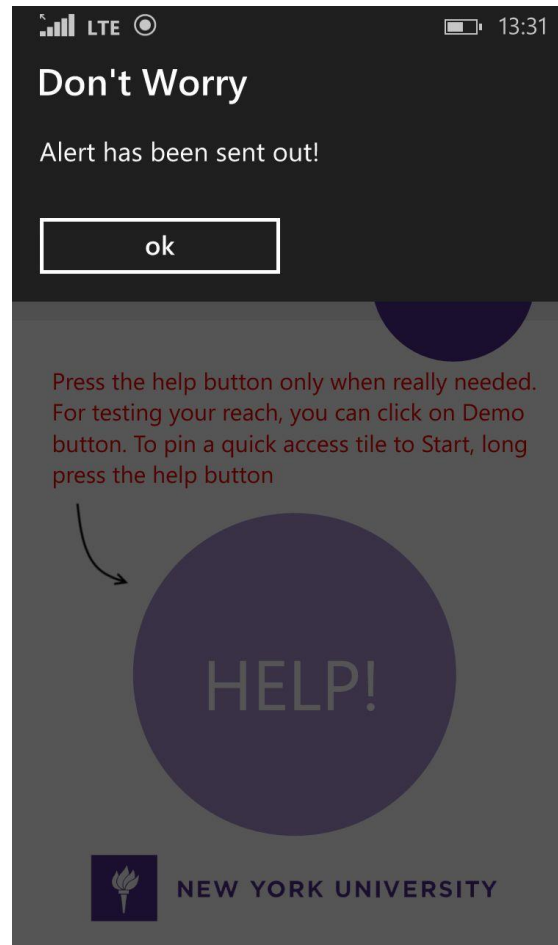 LTE 13:31
Don't Worry
Alert has been sent out!
ok
Press the help button only when really needed.
For testing your reach, you can click on Demo
button. To pin a quick access tile to Start, long
press the help button
HELP!
NEW YORK UNIVERSITY